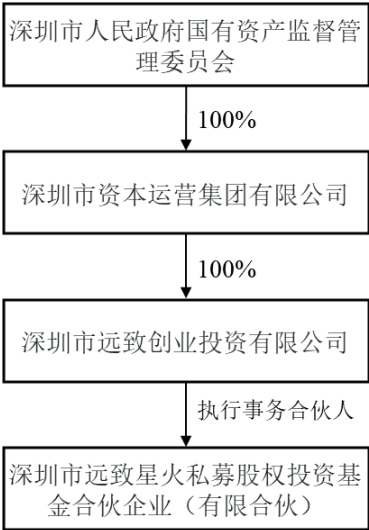 深圳市人民政府国有资产监督管
理委员会
100%
深圳市资本运营集团有限公司
100%
深圳市远致创业投资有限公司
执行事务合伙人
深圳市远致星火私募股权投资基
金合伙企业（有限合伙）